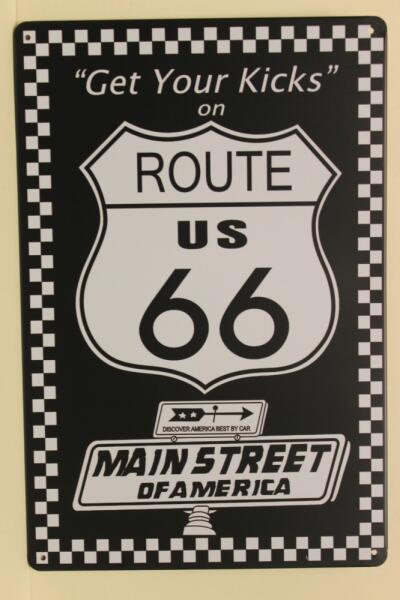 "Get Your Kicks"
on
ROUTE
US
66
DISCOVER AMERICA BEST BY CAR
MAIN STREET
OF AMERICA